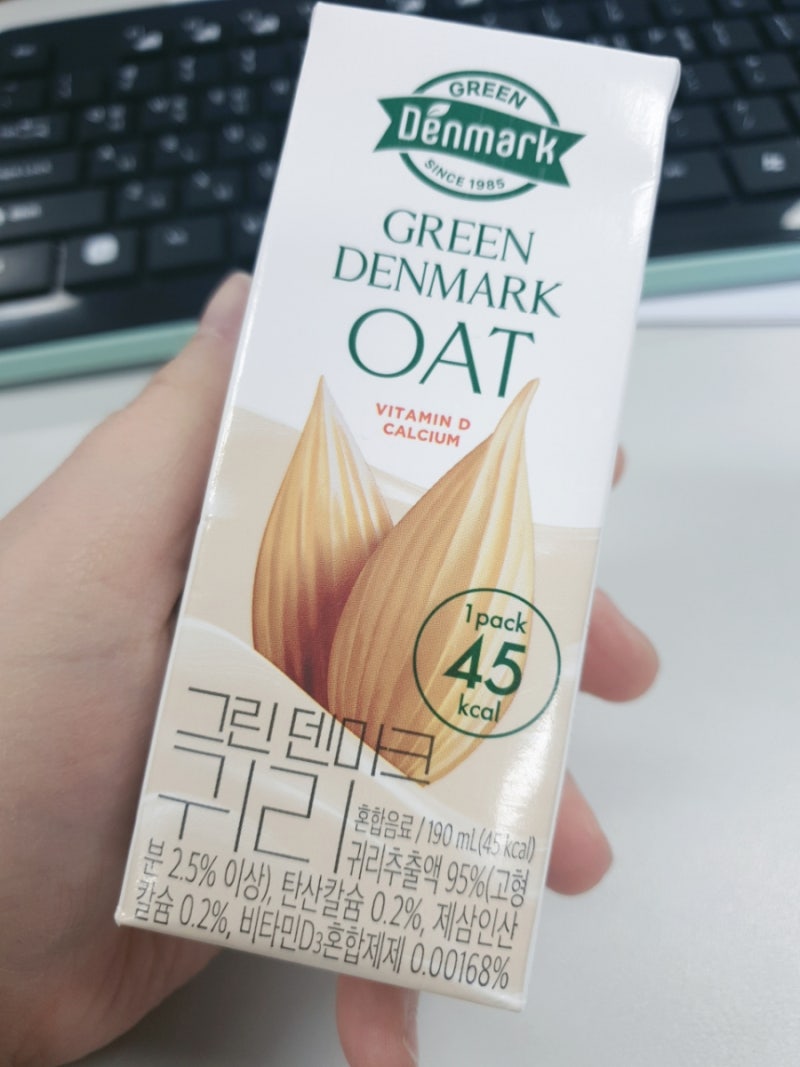 GREEN
Denmark
SINCE 1985
GREEN
DENMARK
OAT
VITAMIN D
CALCIUM
1 pack
45
kcal
그린 덴마크
귀리
혼합음료 / 190 mL(45 kcal)
귀리추출액 95%(고형
분 2.5% 이상), 탄산칼슘 0.2%, 제삼인산
칼슘 0.2%, 비타민D₃혼합제제 0.00168%